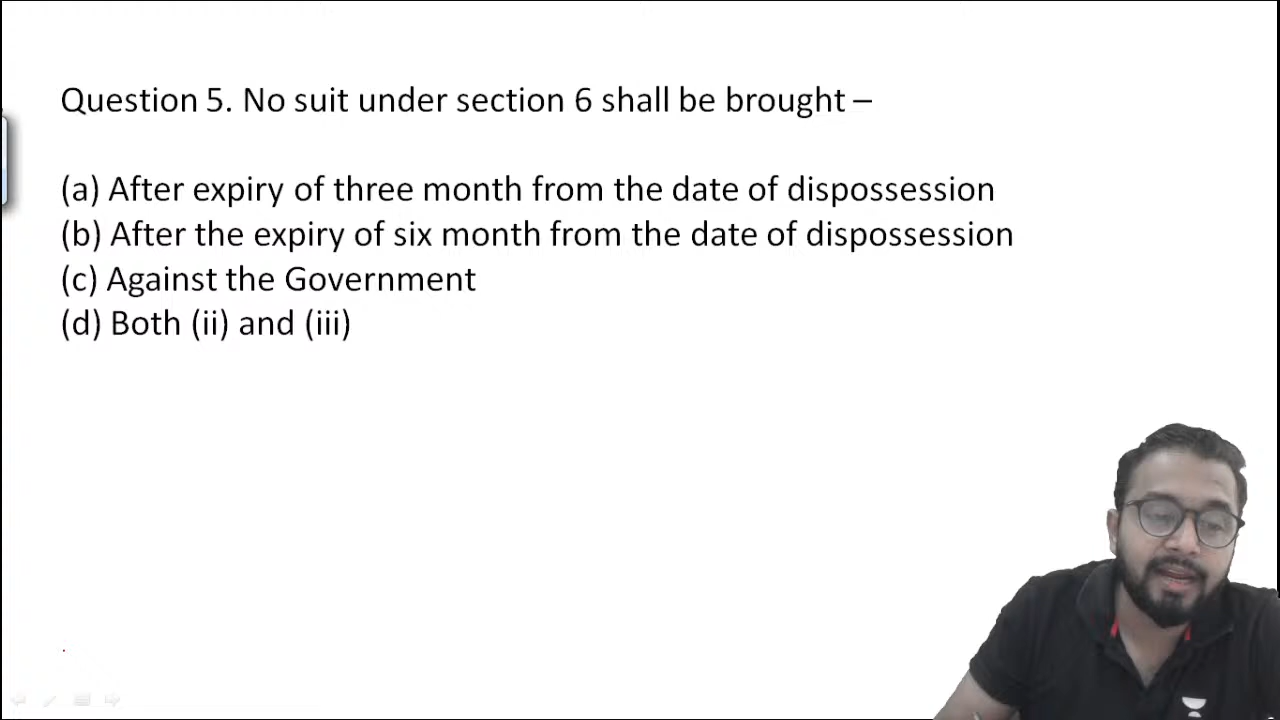 Question 5. No suit under section 6 shall be brought –
(a) After expiry of three month from the date of dispossession
(b) After the expiry of six month from the date of dispossession
(c) Against the Government
(d) Both (ii) and (iii)